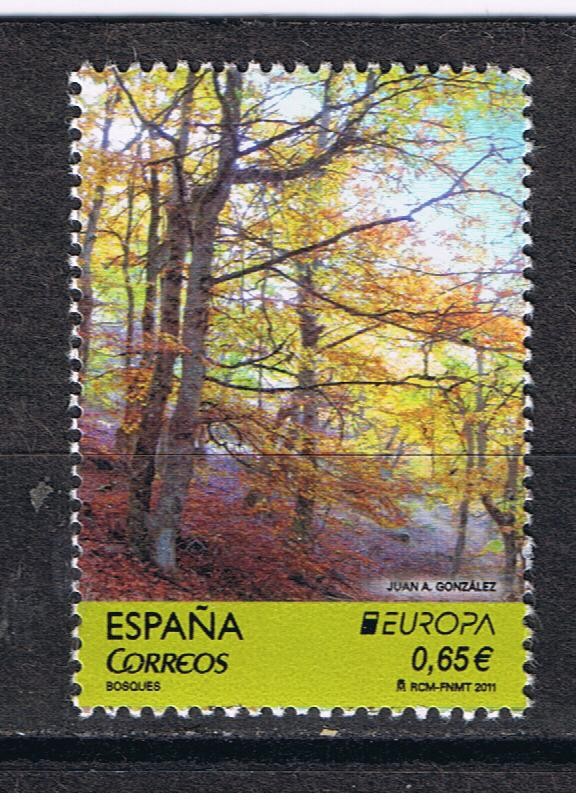 JUAN A. GONZÁLEZ
ESPAÑA
CORREOS
BOSQUES
EUROPA
0,65 €
RCM-FNMT 2011